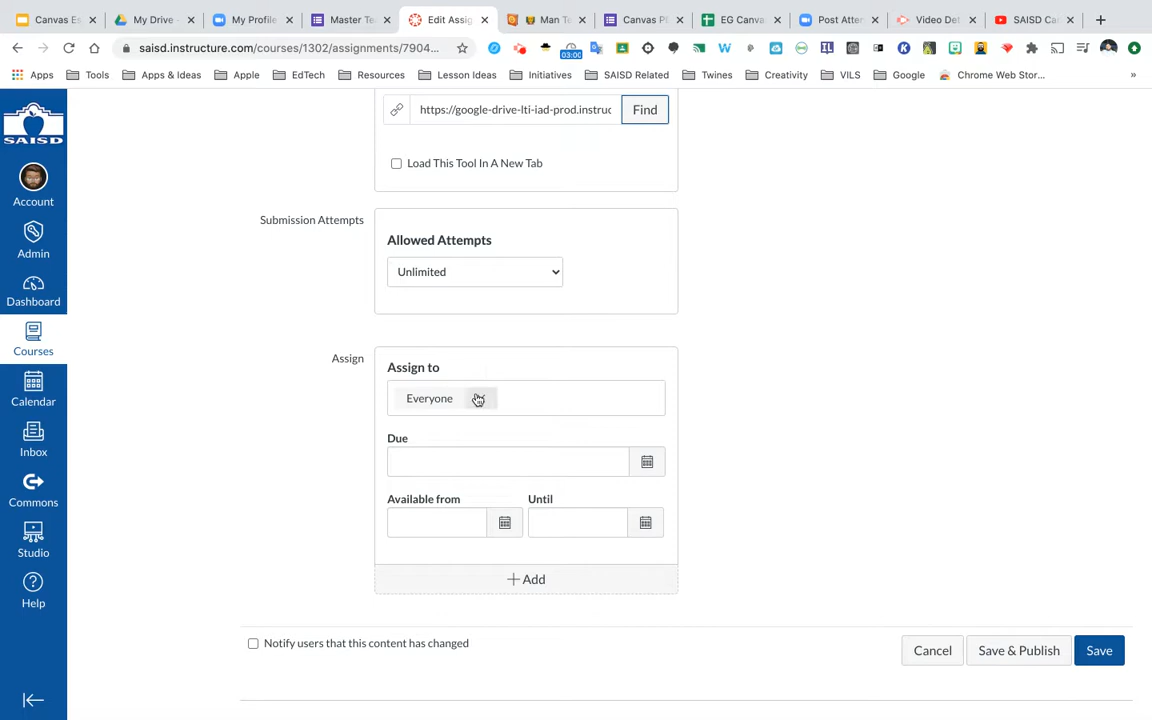 Canvas Es
My Drive -
My Profile
Master Te
Edit Assig
Man To
Canvas Pl
EG Canva
Post Atten
Video Det
SAISD Ca
saisd.instructure.com/courses/1302/assignments/7904...
03:00
Apps
Tools
Apps & Ideas
Apple
EdTech
Resources
Lesson Ideas
Initiatives
SAISD Related
Twines
Creativity
VILS
Google
Chrome Web Stor...
»
SAISD
Account
Admin
Dashboard
Courses
Calendar
Inbox
Commons
Studio
Help
https://google-drive-lti-iad-prod.instruc
Find
Load This Tool In A New Tab
Submission Attempts
Allowed Attempts
Unlimited
Assign
Assign to
Everyone
Due
Available from
Until
+ Add
Notify users that this content has changed
Cancel
Save & Publish
Save